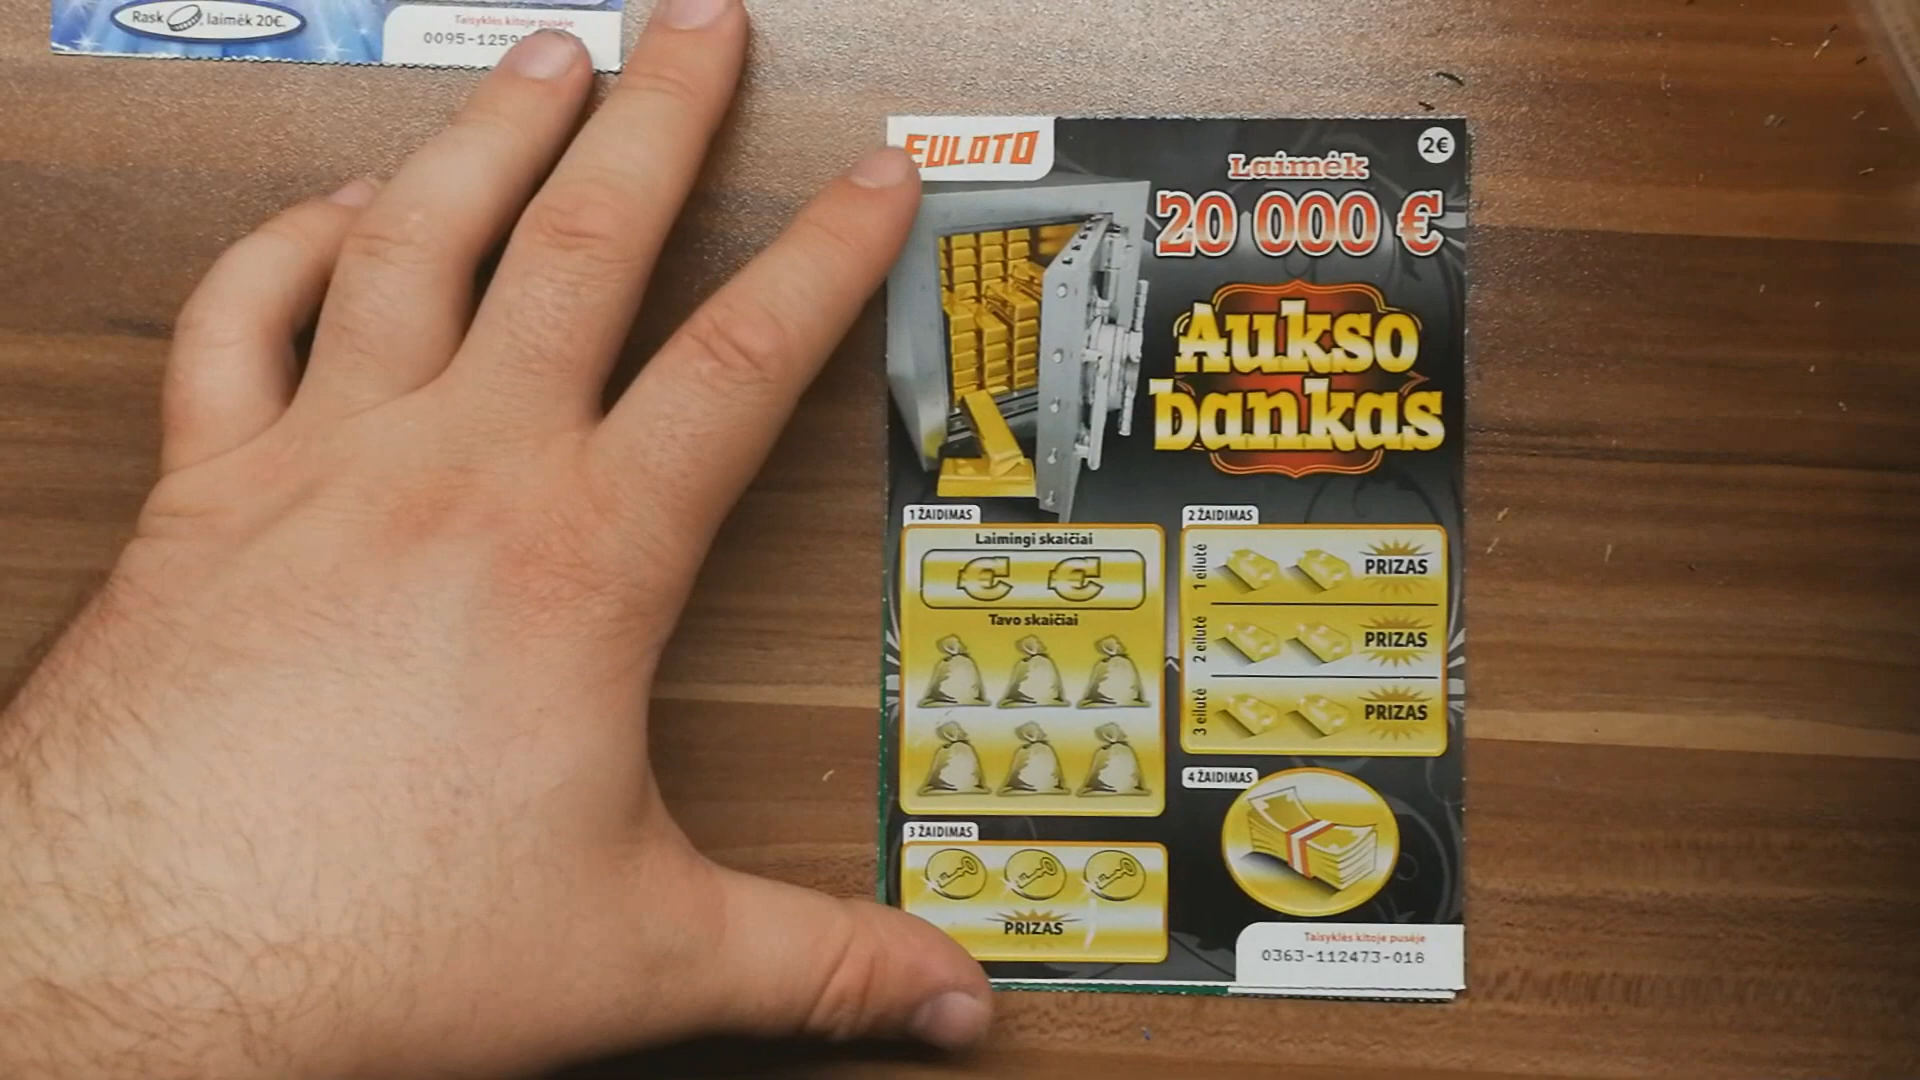 Rask laimėk 20€.
Taisyklės kitoje pusėje
EULOTO
2€
Laimėk
20 000 €
Aukso
bankas
1 ŽAIDIMAS
Laimingi skaičiai
€ €
Tavo skaičiai
2 ŽAIDIMAS
1 eilutė PRIZAS
2 eilutė PRIZAS
3 eilutė PRIZAS
3 ŽAIDIMAS
PRIZAS
4 ŽAIDIMAS
Taisyklės kitoje pusėje
0363-112473-018